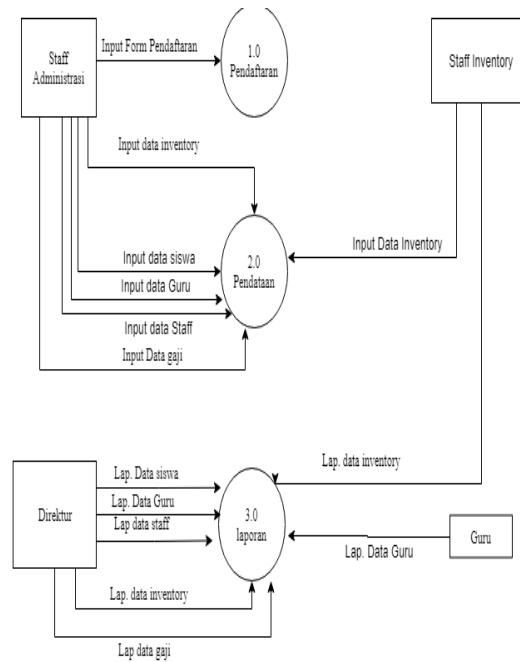 Staff
Administrasi
Input Form Pendaftaran
1.0
Pendaftaran
Staff Inventory
Input data inventory
Input data siswa
Input data Guru
Input data Staff
Input Data gaji
2.0
Pendataan
Input Data Inventory
Direktur
Lap. Data siswa
Lap. Data Guru
Lap data staff
Lap. data inventory
Lap data gaji
3.0
laporan
Lap. data inventory
Lap. Data Guru
Guru